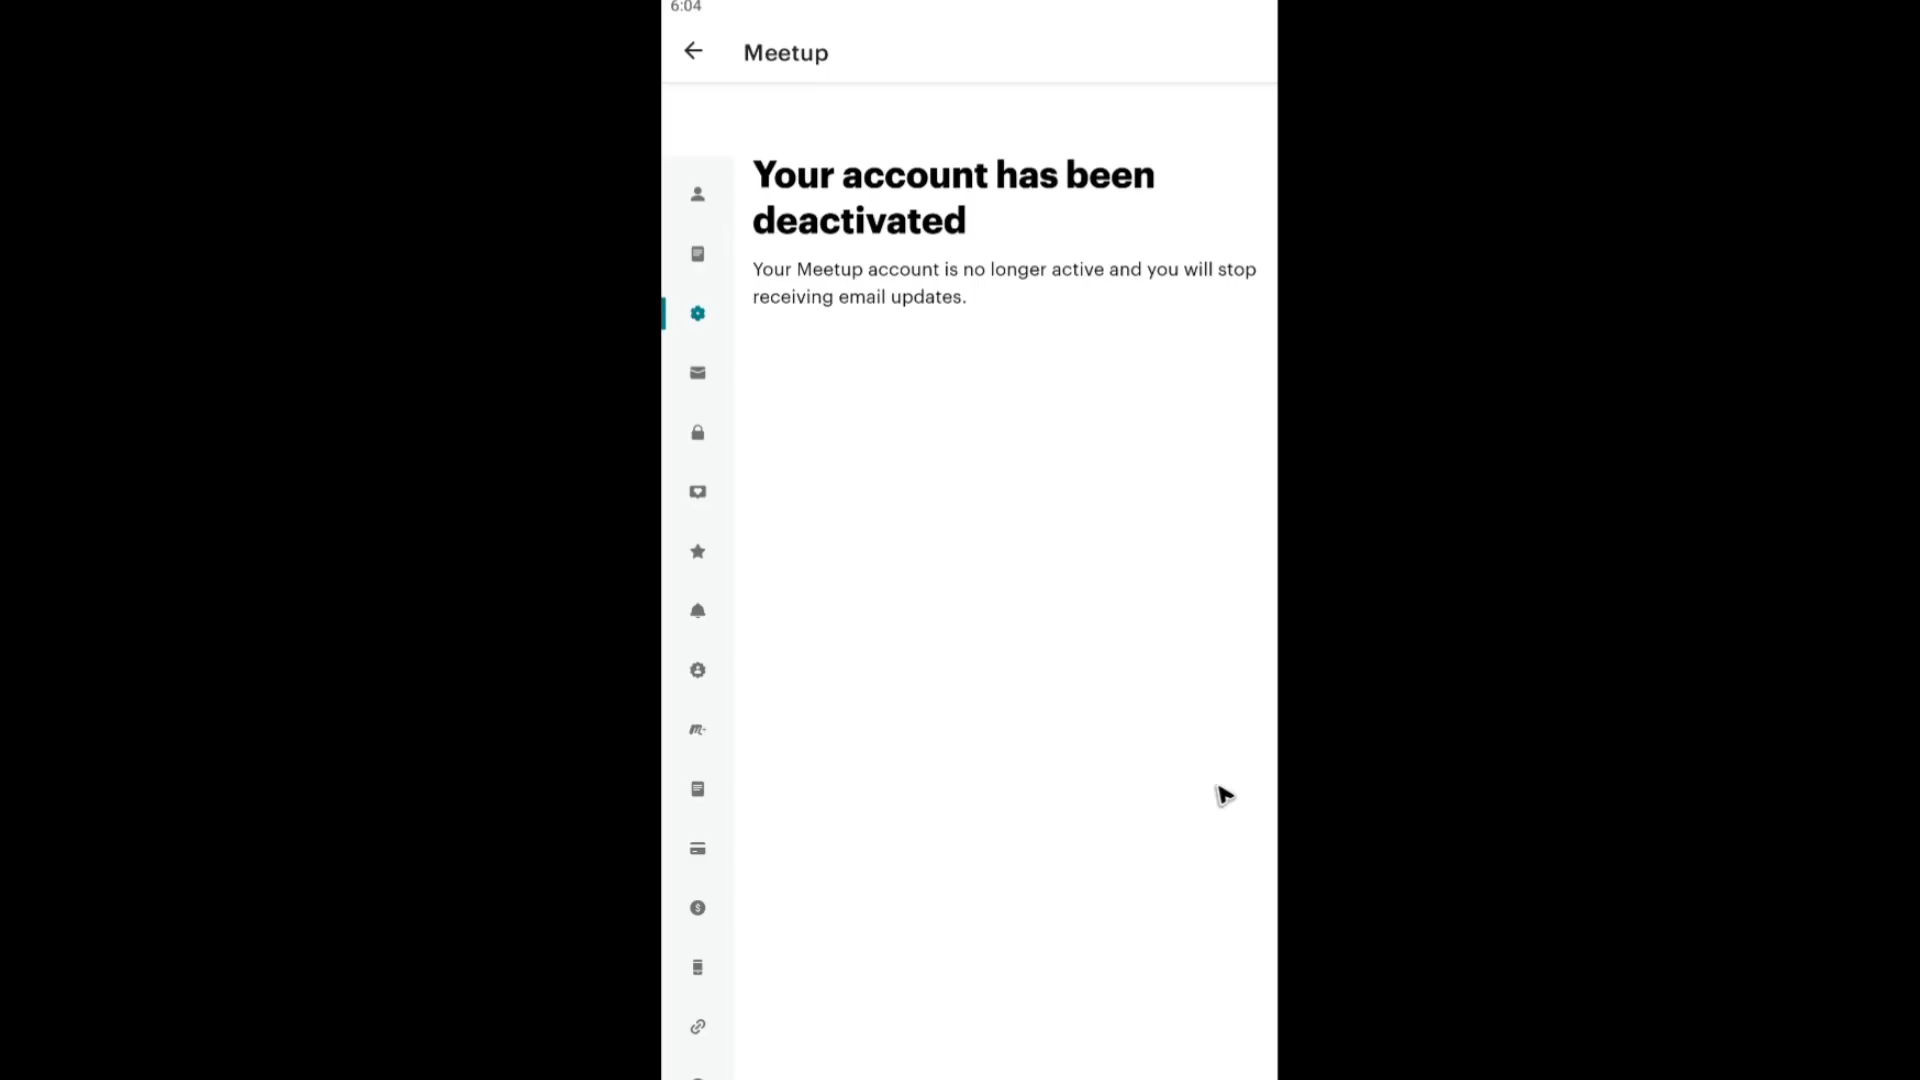 6:04
Meetup
Your account has been
deactivated
Your Meetup account is no longer active and you will stop
receiving email updates.